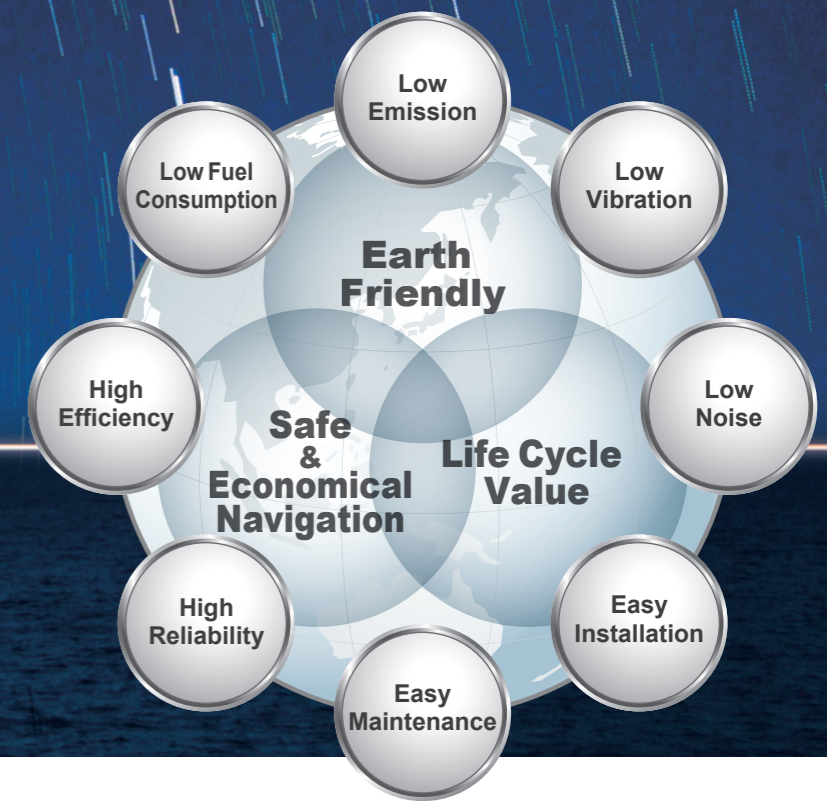 Low
Emission
Low Fuel
Consumption
Low
Vibration
Earth
Friendly
High
Efficiency
Low
Noise
Safe
&
Economical
Navigation
Life Cycle
Value
High
Reliability
Easy
Installation
Easy
Maintenance